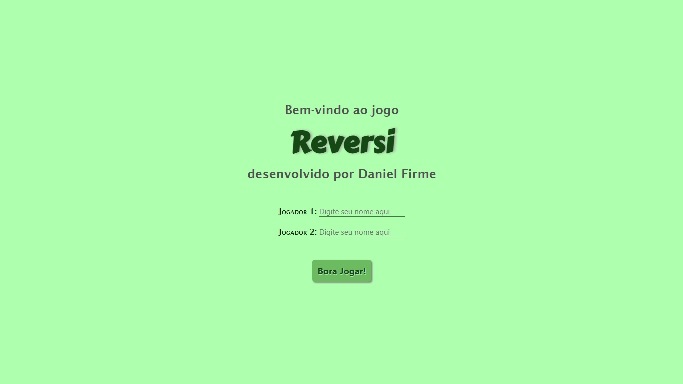 Bem-vindo ao jogo
Reversi
desenvolvido por Daniel Firme
Jogador 1: Digite seu nome aqui
Jogador 2: Digite seu nome aqui
Bora Jogar!